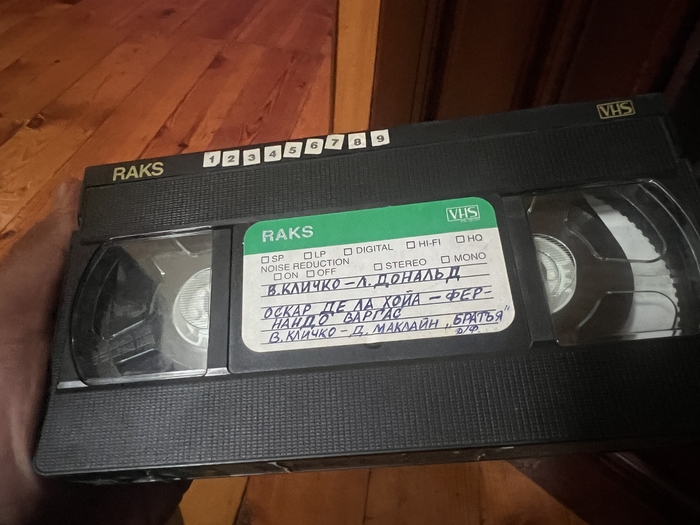 VHS
RAKS 1 2 3 4 5 6 7 8 9
RAKS VHS
SP LP DIGITAL HI-FI HQ
NOISE REDUCTION
ON OFF STEREO MONO
В.КЛИЧКО-Л.ДОНАЛЬД
ОСКАР ДЕ ЛА ХОЙА - ФЕР-
НАНДО ВАРГАС
В.КЛИЧКО-Д.МАКЛАЙН „БРАТЬЯ"
Д/Ф.